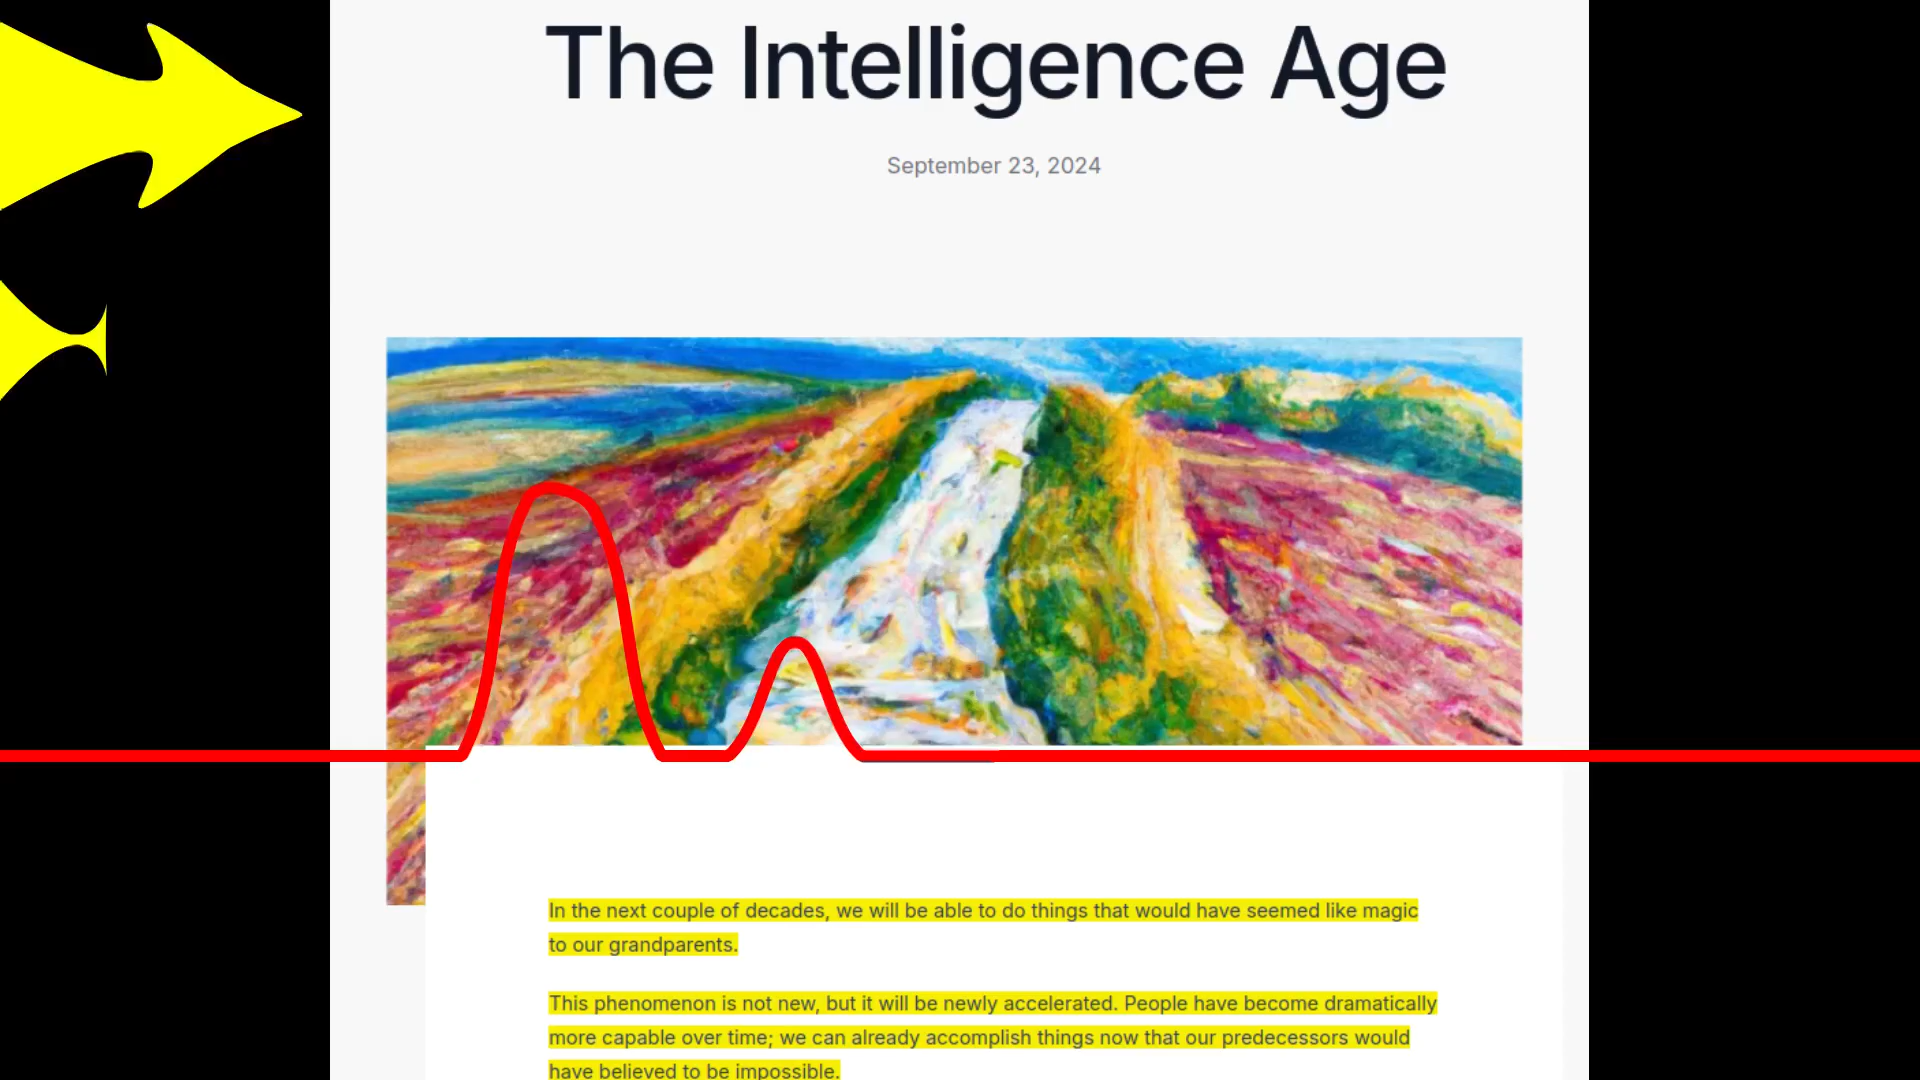 The Intelligence Age
September 23, 2024
In the next couple of decades, we will be able to do things that would have seemed like magic
to our grandparents.
This phenomenon is not new, but it will be newly accelerated. People have become dramatically
more capable over time; we can already accomplish things now that our predecessors would
have believed to be impossible.